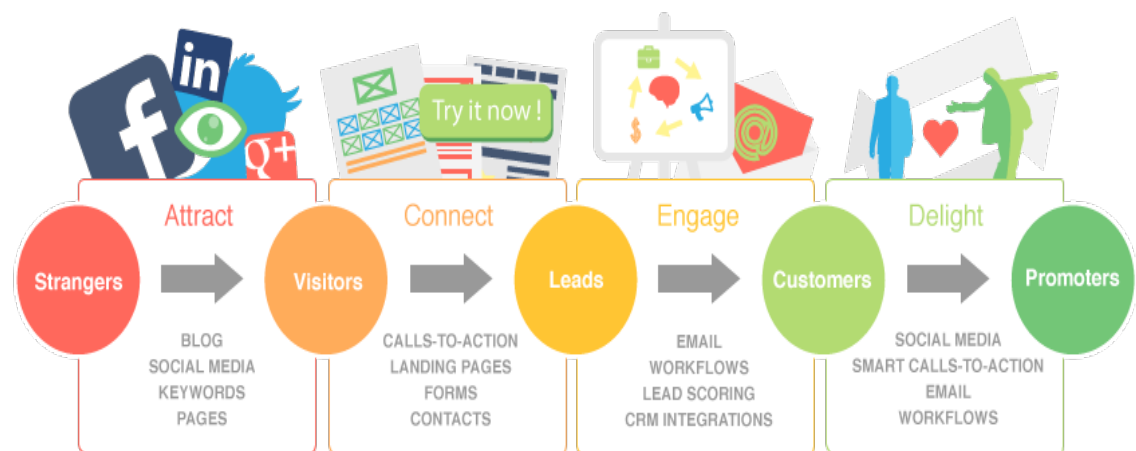 f
in
g+
Try it now !
@
$
Attract
Connect
Engage
Delight
Strangers
Visitors
Leads
Customers
Promoters
BLOG
SOCIAL MEDIA
KEYWORDS
PAGES
CALLS-TO-ACTION
LANDING PAGES
FORMS
CONTACTS
EMAIL
WORKFLOWS
LEAD SCORING
CRM INTEGRATIONS
SOCIAL MEDIA
SMART CALLS-TO-ACTION
EMAIL
WORKFLOWS